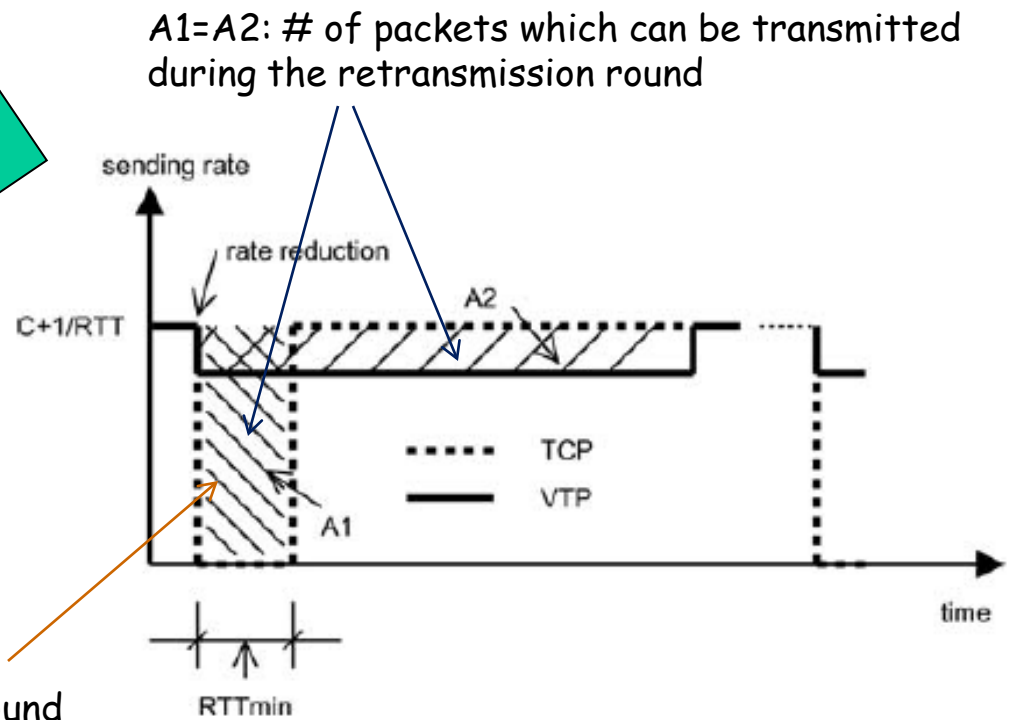 A1=A2: # of packets which can be transmitted
during the retransmission round
sending rate
rate reduction
A2
C+1/RTT
TCP
VTP
A1
time
RTTmin
und